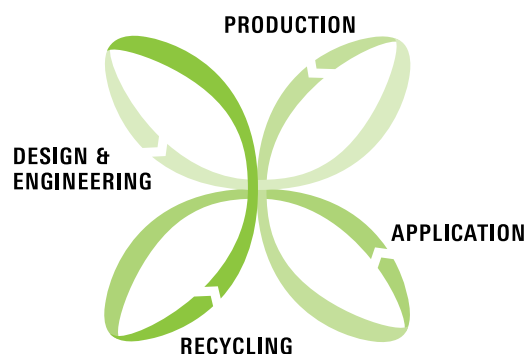 PRODUCTION
DESIGN &
ENGINEERING
APPLICATION
RECYCLING